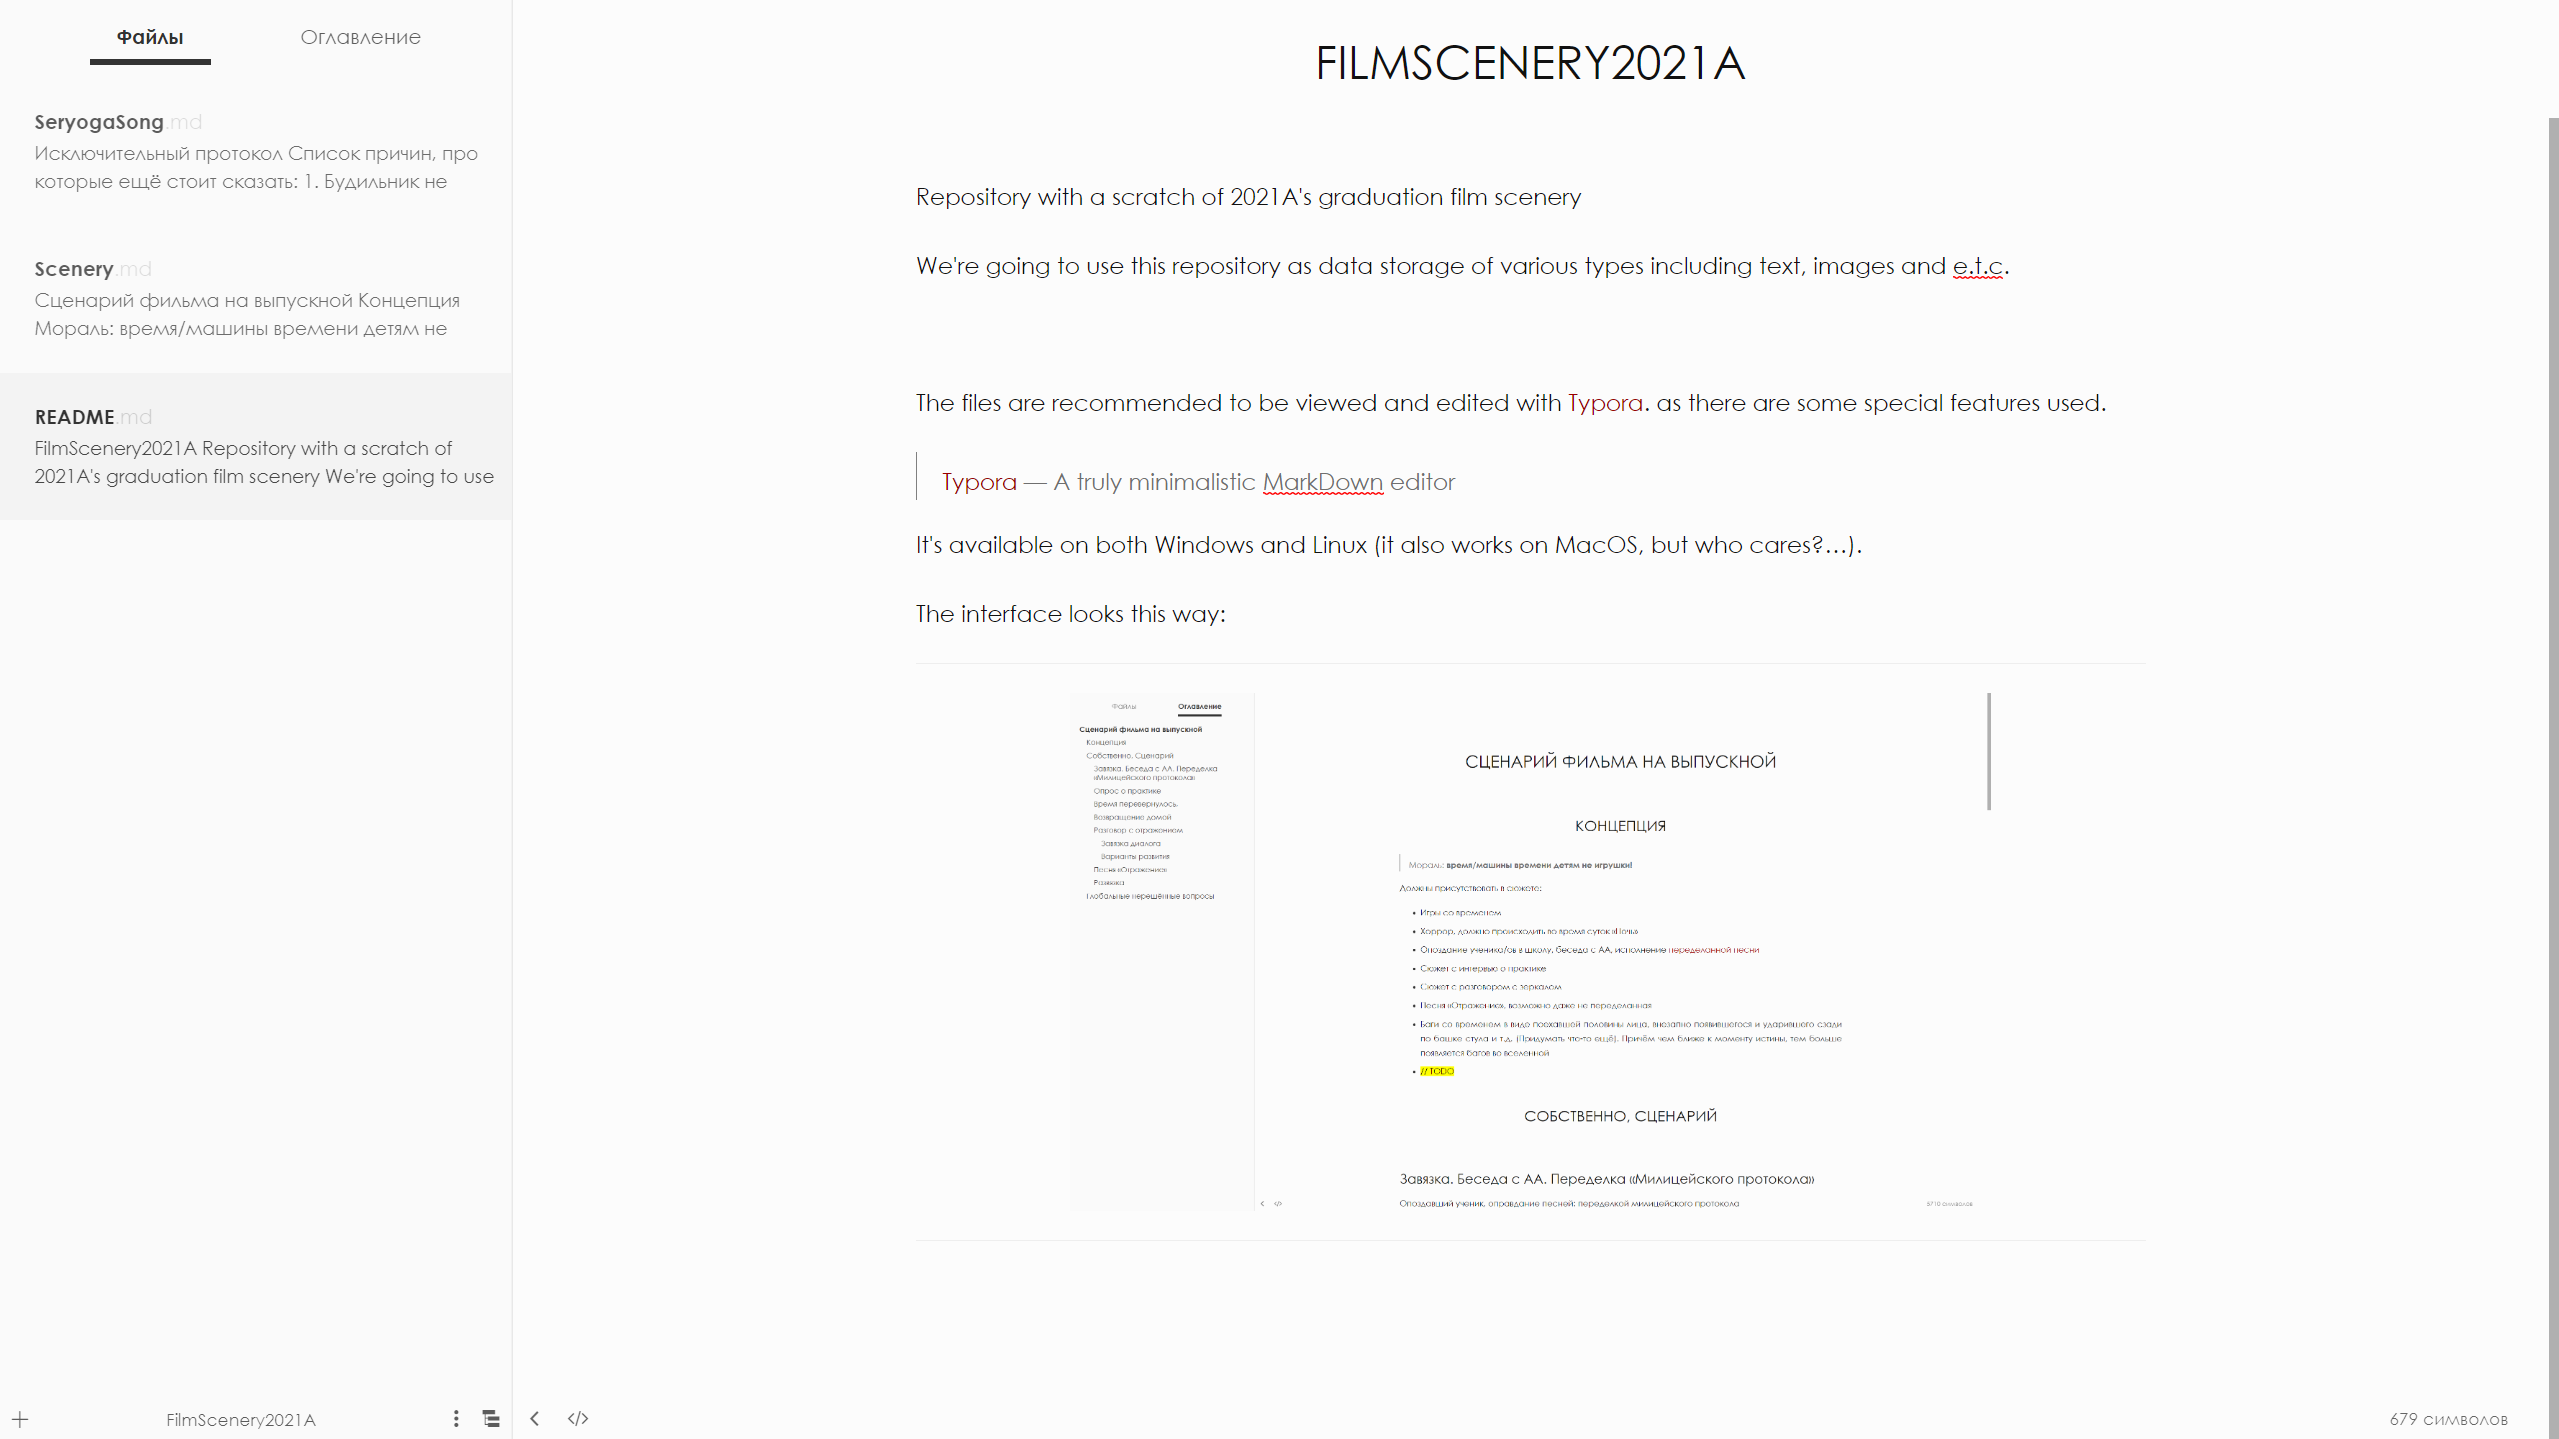 Файлы
Оглавление
SeryogaSong.md
Исключительный протокол Список причин, про
которые ещё стоит сказать: 1. Будильник не
Scenery.md
Сценарий фильма на выпускной Концепция
Мораль: время/машины времени детям не
README.md
FilmScenery2021A Repository with a scratch of
2021A's graduation film scenery We're going to use
FilmScenery2021A
FILMSCENERY2021A
Repository with a scratch of 2021A's graduation film scenery
We're going to use this repository as data storage of various types including text, images and e.t.c.
The files are recommended to be viewed and edited with Typora. as there are some special features used.
Typora — A truly minimalistic MarkDown editor
It's available on both Windows and Linux (it also works on MacOS, but who cares?…).
The interface looks this way:
Файлы
Оглавление
Сценарий фильма на выпускной
Концепция
Собственно, Сценарий
Завязка. Беседа с АА. Переделка
«Милицейского протокола»
Опрос о практике
Время перевернулось.
Возвращение домой
Разговор с отражением
Завязка диалога
Варианты развития
Песня «Отражение»
Развязка
Глобальные нерешённые вопросы
СЦЕНАРИЙ ФИЛЬМА НА ВЫПУСКНОЙ
КОНЦЕПЦИЯ
Мораль: время/машины времени детям не игрушки!
Должны присутствовать в сюжете:
• Игры со временем
• Хоррор, должно происходить во время суток «Ночь»
• Опоздание ученика/ов в школу, беседа с АА, исполнение переделанной песни
• Сюжет с интервью о практике
• Сюжет с разговором с зеркалом
• Песня «Отражение», возможно даже не переделанная
• Баги со временем в виде поехавшей половины лица, внезапно появившегося и ударившего сзади
по башке стула и т.д. (Придумать что-то ещё). Причём чем ближе к моменту истины, тем больше
появляется багов во вселенной
• // TODO
СОБСТВЕННО, СЦЕНАРИЙ
Завязка. Беседа с АА. Переделка «Милицейского протокола»
Опоздавший ученик, оправдание песней: переделкой милицейского протокола
</> 5710 символов
</>
679 символов